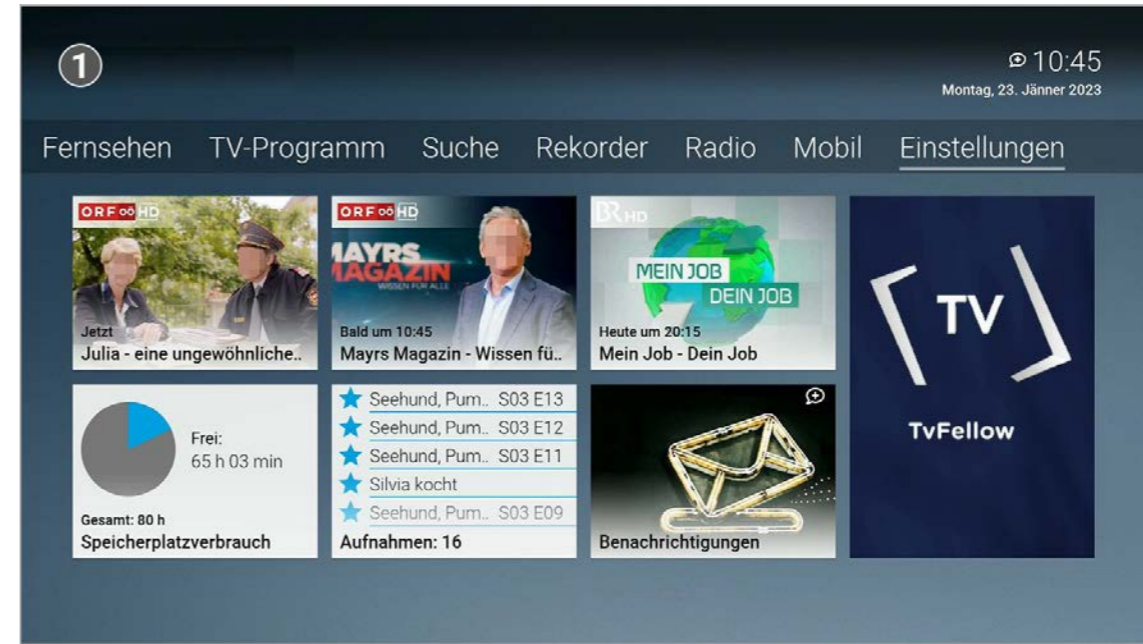 1
10:45
Montag, 23. Jänner 2023
Fernsehen TV-Programm Suche Rekorder Radio Mobil Einstellungen
ORF oö HD
Jetzt
Julia - eine ungewöhnliche..
ORF oö HD
MAYRS
MAGAZIN
WISSEN FÜR ALLE
Bald um 10:45
Mayrs Magazin - Wissen fü..
BR HD
MEIN JOB
DEIN JOB
Heute um 20:15
Mein Job - Dein Job
TV
TvFellow
Frei:
65 h 03 min
Gesamt: 80 h
Speicherplatzverbrauch
Seehund, Pum.. S03 E13
Seehund, Pum.. S03 E12
Seehund, Pum.. S03 E11
Silvia kocht
Seehund, Pum.. S03 E09
Aufnahmen: 16
Benachrichtigungen